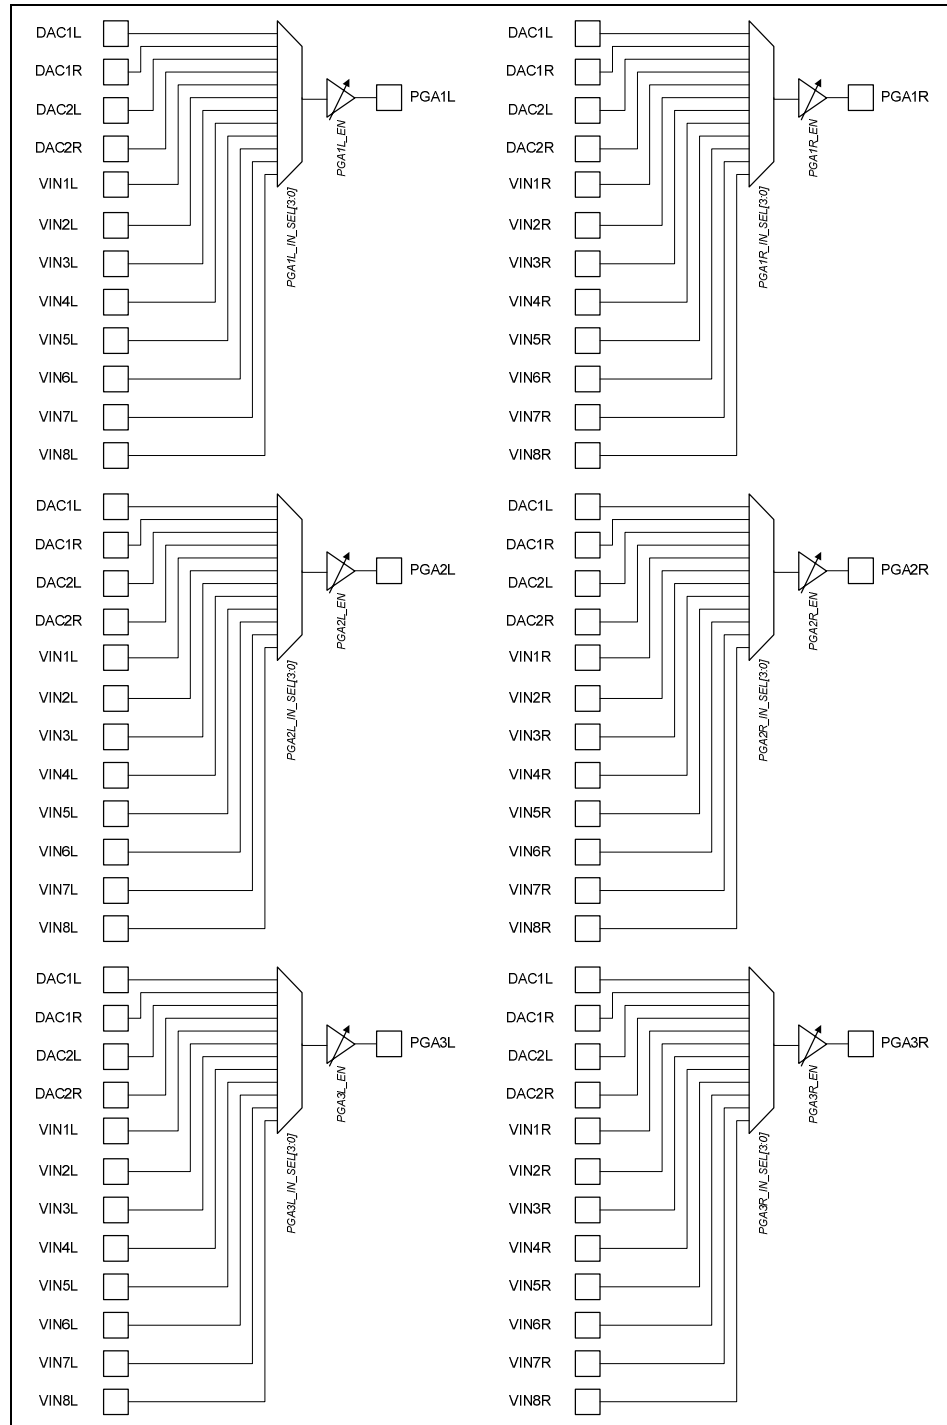 DAC1L
DAC1R
DAC2L
DAC2R
VIN1L
VIN2L
VIN3L
VIN4L
VIN5L
VIN6L
VIN7L
VIN8L
PGA1L_IN_SEL[3:0]
PGA1L_EN
PGA1L
DAC1L
DAC1R
DAC2L
DAC2R
VIN1R
VIN2R
VIN3R
VIN4R
VIN5R
VIN6R
VIN7R
VIN8R
PGA1R_IN_SEL[3:0]
PGA1R_EN
PGA1R
DAC1L
DAC1R
DAC2L
DAC2R
VIN1L
VIN2L
VIN3L
VIN4L
VIN5L
VIN6L
VIN7L
VIN8L
PGA2L_IN_SEL[3:0]
PGA2L_EN
PGA2L
DAC1L
DAC1R
DAC2L
DAC2R
VIN1R
VIN2R
VIN3R
VIN4R
VIN5R
VIN6R
VIN7R
VIN8R
PGA2R_IN_SEL[3:0]
PGA2R_EN
PGA2R
DAC1L
DAC1R
DAC2L
DAC2R
VIN1L
VIN2L
VIN3L
VIN4L
VIN5L
VIN6L
VIN7L
VIN8L
PGA3L_IN_SEL[3:0]
PGA3L_EN
PGA3L
DAC1L
DAC1R
DAC2L
DAC2R
VIN1R
VIN2R
VIN3R
VIN4R
VIN5R
VIN6R
VIN7R
VIN8R
PGA3R_IN_SEL[3:0]
PGA3R_EN
PGA3R